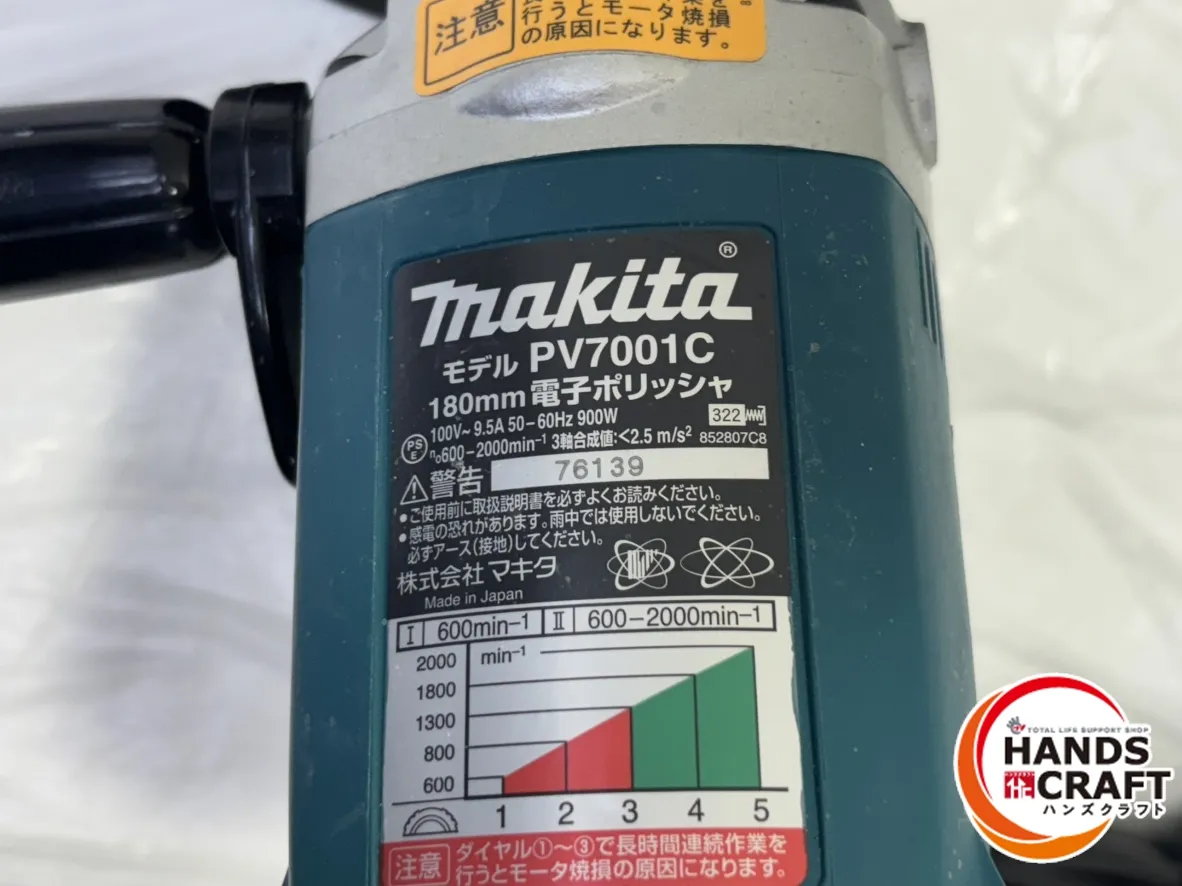 注意
行うとモータ焼損
の原因になります。
makita®
モデル PV7001C
180mm 電子ポリッシャ
100V~ 9.5A 50-60Hz 900W
322
PS E
n₀600-2000min⁻¹ 3軸合成値:<2.5 m/s² 852807C8
警告 76139
•ご使用前に取扱説明書を必ずよくお読みください。
•感電の恐れがあります。雨中では使用しないでください。
必ずアース(接地)してください。
株式会社 マキタ
Made in Japan
I 600min-1 II 600-2000min-1
min⁻¹
2000
1800
1300
800
600
1 2 3 4 5
注意 ダイヤル①~③で長時間連続作業を
行うとモータ焼損の原因になります。
TOTAL LIFE SUPPORT SHOP
HANDS
CRAFT
ハンズクラフト